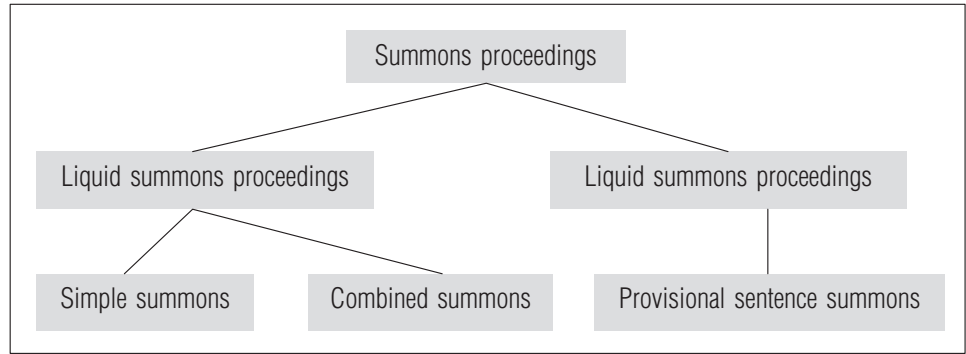 Summons proceedings
Liquid summons proceedings
Liquid summons proceedings
Simple summons
Combined summons
Provisional sentence summons